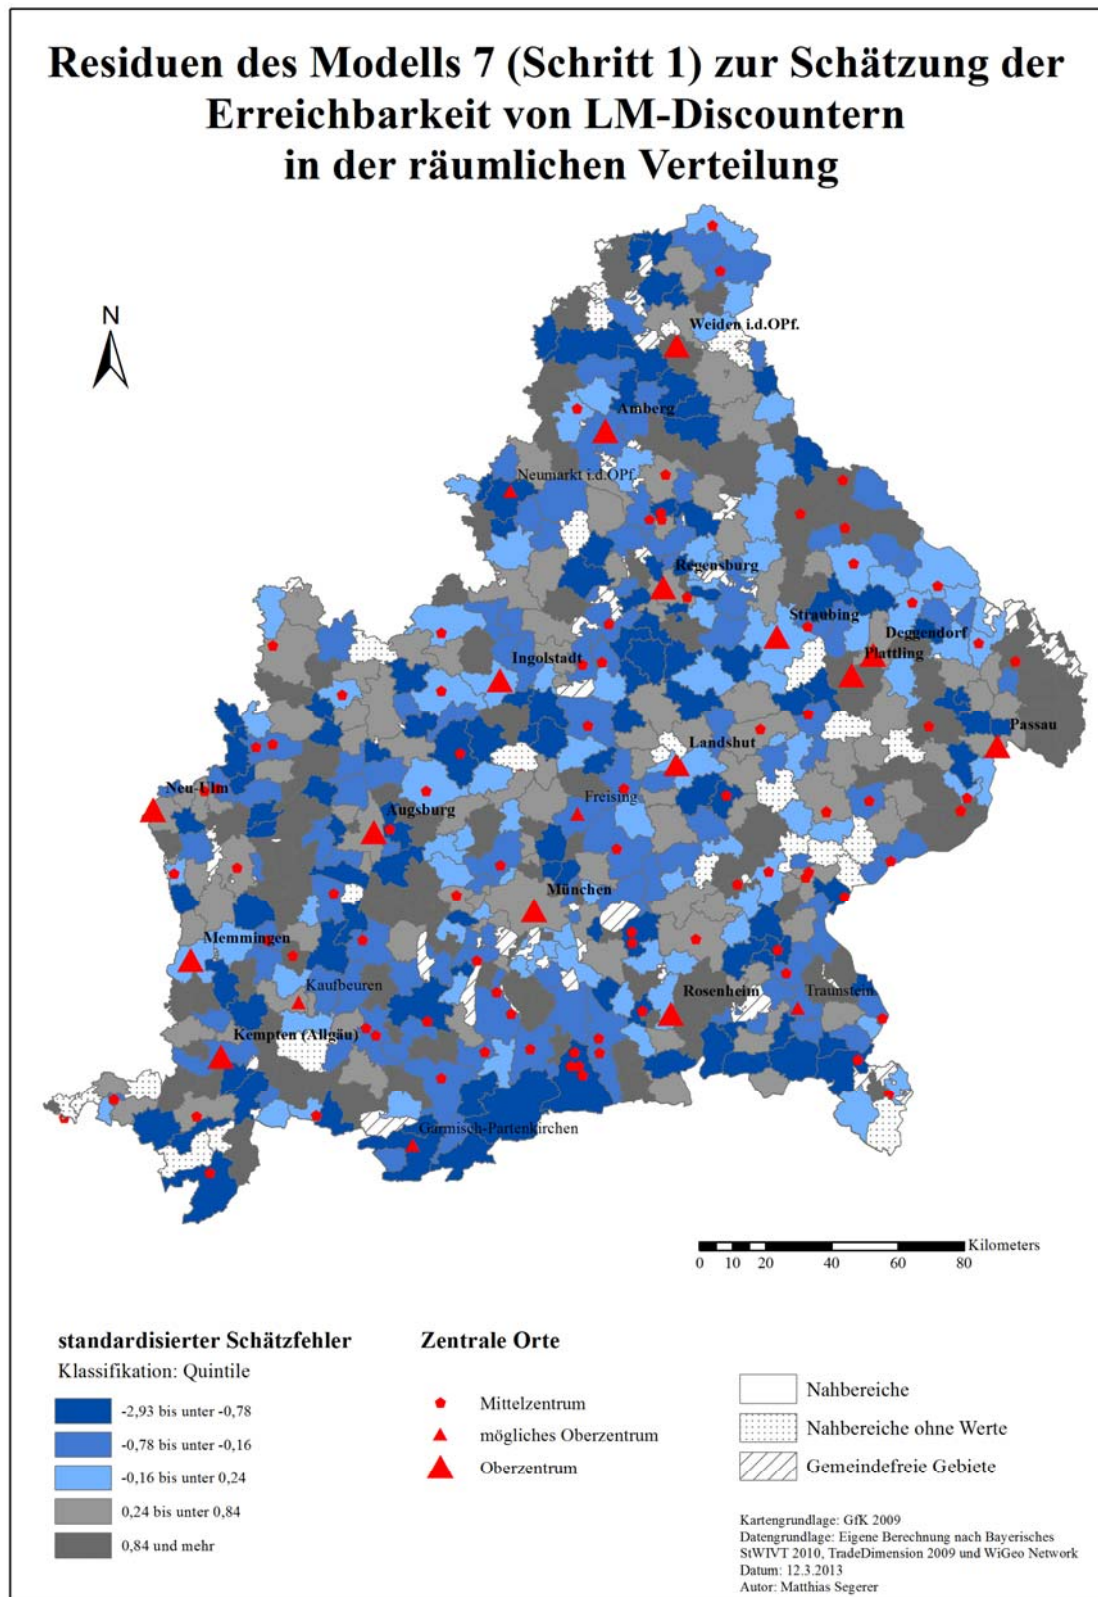 Residuen des Modells 7 (Schritt 1) zur Schätzung der
Erreichbarkeit von LM-Discountern
in der räumlichen Verteilung
N
Weiden i.d.OPf.
Amberg
Neumarkt i.d.OPf.
Regensburg
Straubing
Deggendorf
Plattling
Ingolstadt
Passau
Landshut
Neu-Ulm
Freising
Augsburg
München
Memmingen
Kaufbeuren
Rosenheim
Traunstein
Kempten (Allgäu)
Garmisch-Partenkirchen
Kilometers
0 10 20 40 60 80
standardisierter Schätzfehler
Klassifikation: Quintile
-2,93 bis unter -0,78
-0,78 bis unter -0,16
-0,16 bis unter 0,24
0,24 bis unter 0,84
0,84 und mehr
Zentrale Orte
Mittelzentrum
mögliches Oberzentrum
Oberzentrum
Nahbereiche
Nahbereiche ohne Werte
Gemeindefreie Gebiete
Kartengrundlage: GfK 2009
Datengrundlage: Eigene Berechnung nach Bayerisches
StWIVT 2010, TradeDimension 2009 und WiGeo Network
Datum: 12.3.2013
Autor: Matthias Segerer